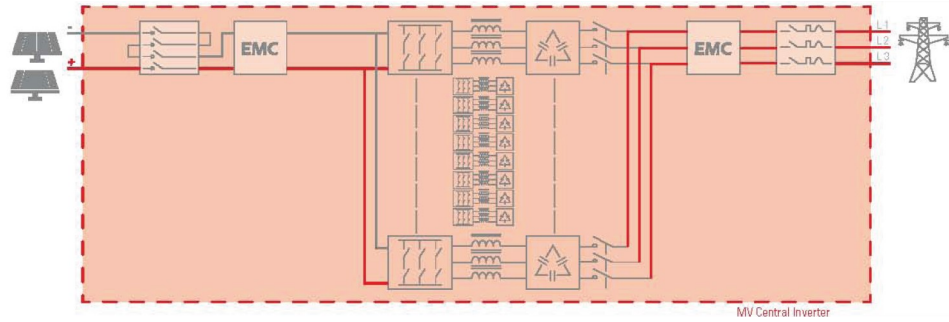 -
+
EMC
EMC
L1
L2
L3
MV Central Inverter